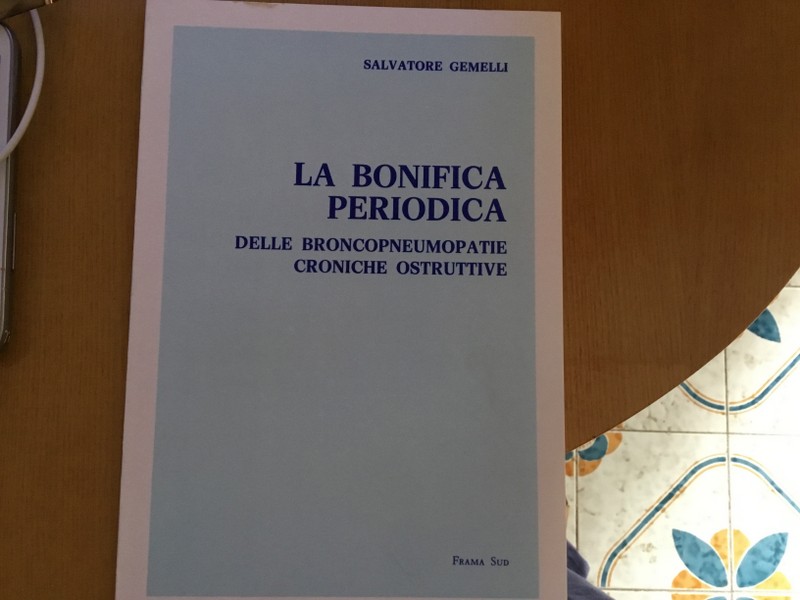 SALVATORE GEMELLI
LA BONIFICA
PERIODICA
DELLE BRONCOPNEUMOPATIE
CRONICHE OSTRUTTIVE
FRAMA SUD